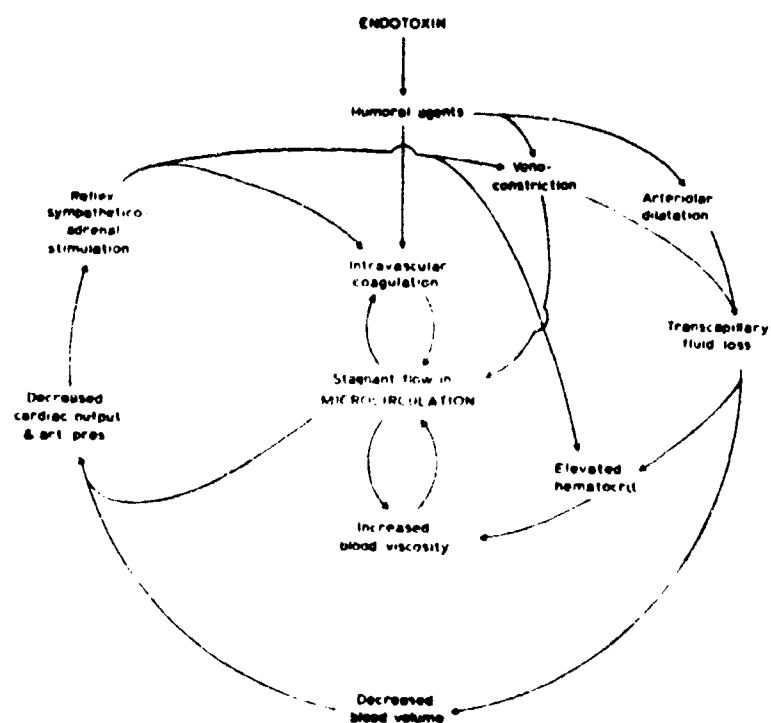 ENDOTOXIN
Humoral agents
Veno-
constriction
Arteriolar
dilatation
Reflex
sympathetico-
adrenal
stimulation
Intravascular
coagulation
Transcapillary
fluid loss
Stagnant flow in
MICROCIRCULATION
Decreased
cardiac output
& art pres
Elevated
hematocrit
Increased
blood viscosity
Decreased
blood volume